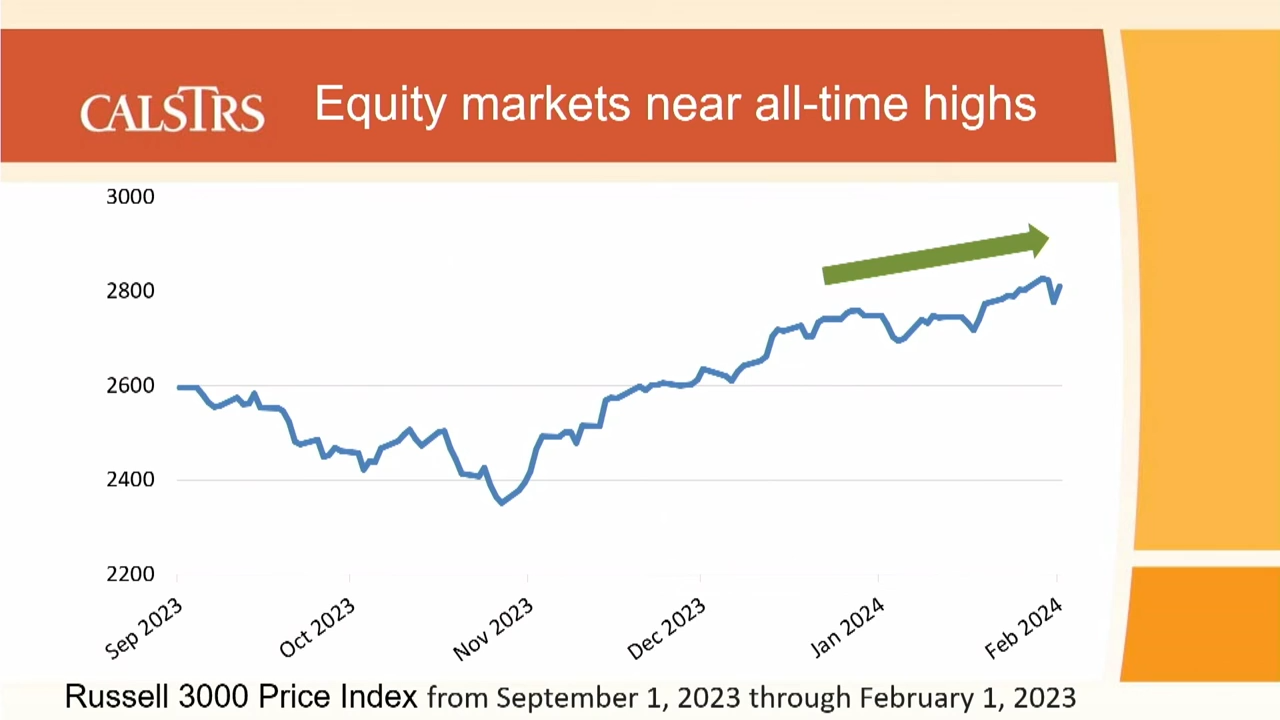 CALSTRS
Equity markets near all-time highs
3000
2800
2600
2400
2200
Sep 2023
Oct 2023
Nov 2023
Dec 2023
Jan 2024
Feb 2024
Russell 3000 Price Index from September 1, 2023 through February 1, 2023